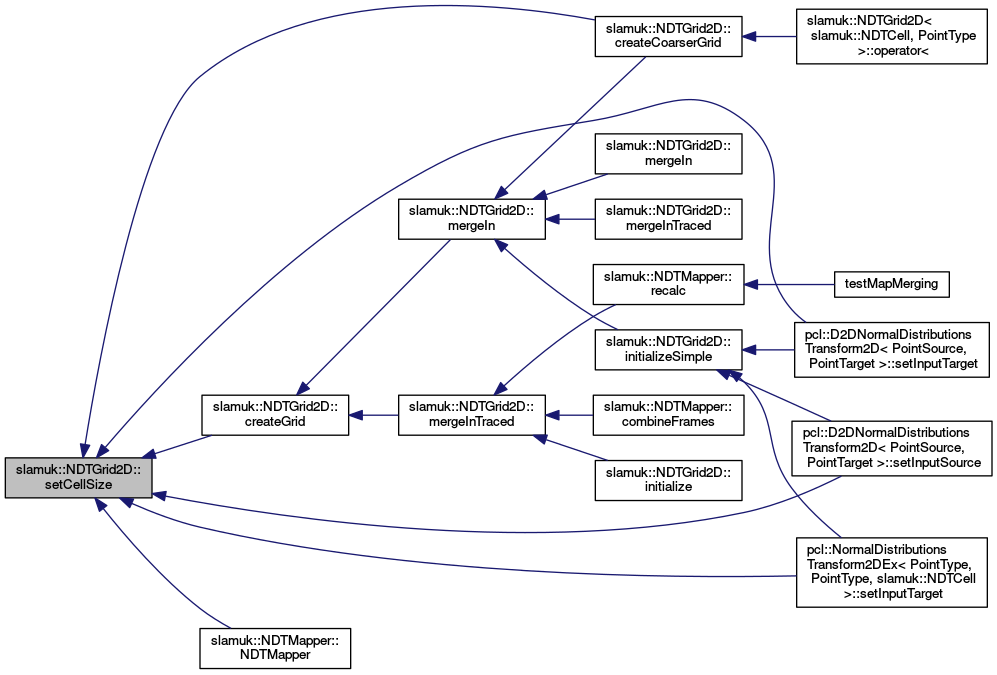 slamuk::NDTGrid2D::
setCellSize
slamuk::NDTGrid2D::
createGrid
slamuk::NDTMapper::
NDTMapper
slamuk::NDTGrid2D::
mergeIn
slamuk::NDTGrid2D::
mergeInTraced
slamuk::NDTGrid2D::
createCoarserGrid
slamuk::NDTGrid2D::
mergeIn
slamuk::NDTGrid2D::
mergeInTraced
slamuk::NDTMapper::
recalc
slamuk::NDTGrid2D::
initializeSimple
slamuk::NDTMapper::
combineFrames
slamuk::NDTGrid2D::
initialize
slamuk::NDTGrid2D<
slamuk::NDTCell, PointType
>::operator<
testMapMerging
pcl::D2DNormalDistributions
Transform2D< PointSource,
PointTarget >::setInputTarget
pcl::D2DNormalDistributions
Transform2D< PointSource,
PointTarget >::setInputSource
pcl::NormalDistributions
Transform2DEx< PointType,
PointType, slamuk::NDTCell
>::setInputTarget